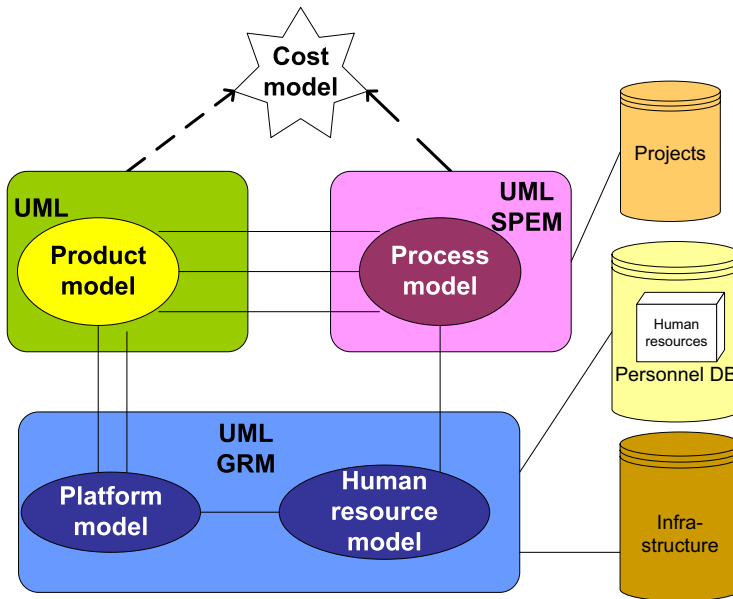 Cost
model
UML
Product
model
UML
SPEM
Process
model
Projects
Human
resources
Personnel DB
UML
GRM
Platform
model
Human
resource
model
Infra-
structure